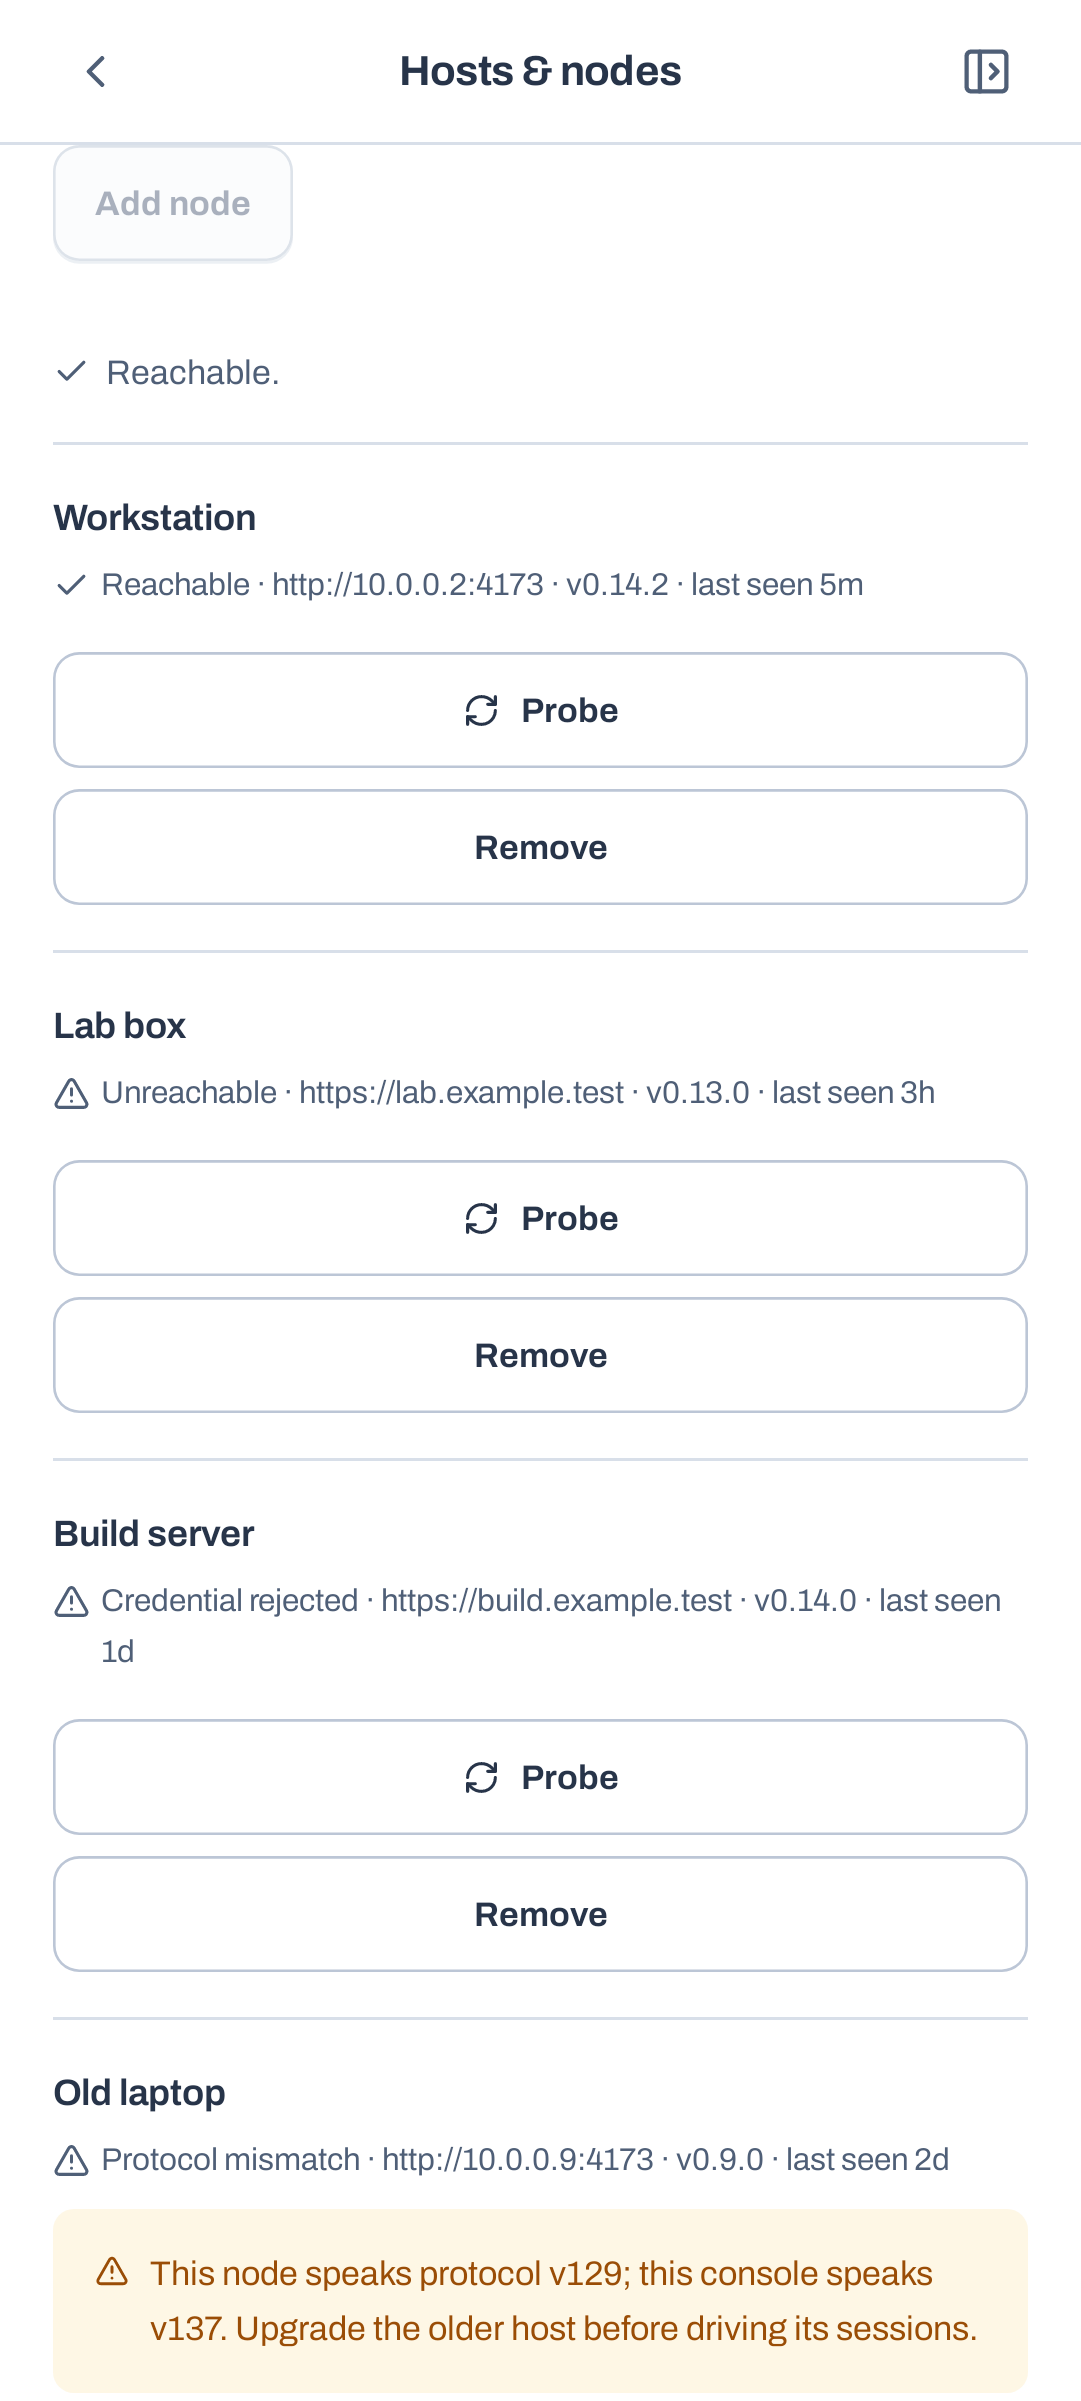 Hosts & nodes
Add node
Reachable.
Workstation
Reachable · http://10.0.0.2:4173 · v0.14.2 · last seen 5m
Probe
Remove
Lab box
Unreachable · https://lab.example.test · v0.13.0 · last seen 3h
Probe
Remove
Build server
Credential rejected · https://build.example.test · v0.14.0 · last seen
1d
Probe
Remove
Old laptop
Protocol mismatch · http://10.0.0.9:4173 · v0.9.0 · last seen 2d
This node speaks protocol v129; this console speaks
v137. Upgrade the older host before driving its sessions.